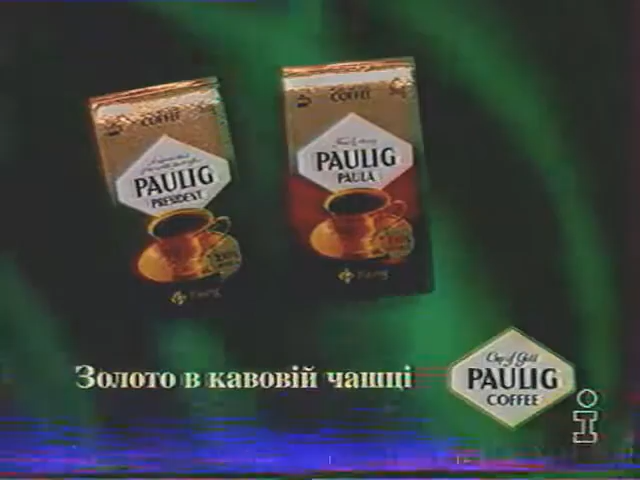 COFFEE
PAULIG
PRESIDENT
COFFEE
PAULIG
PAULA
Золото в кавовій чашці
Cup of Gold
PAULIG
COFFEE
ї